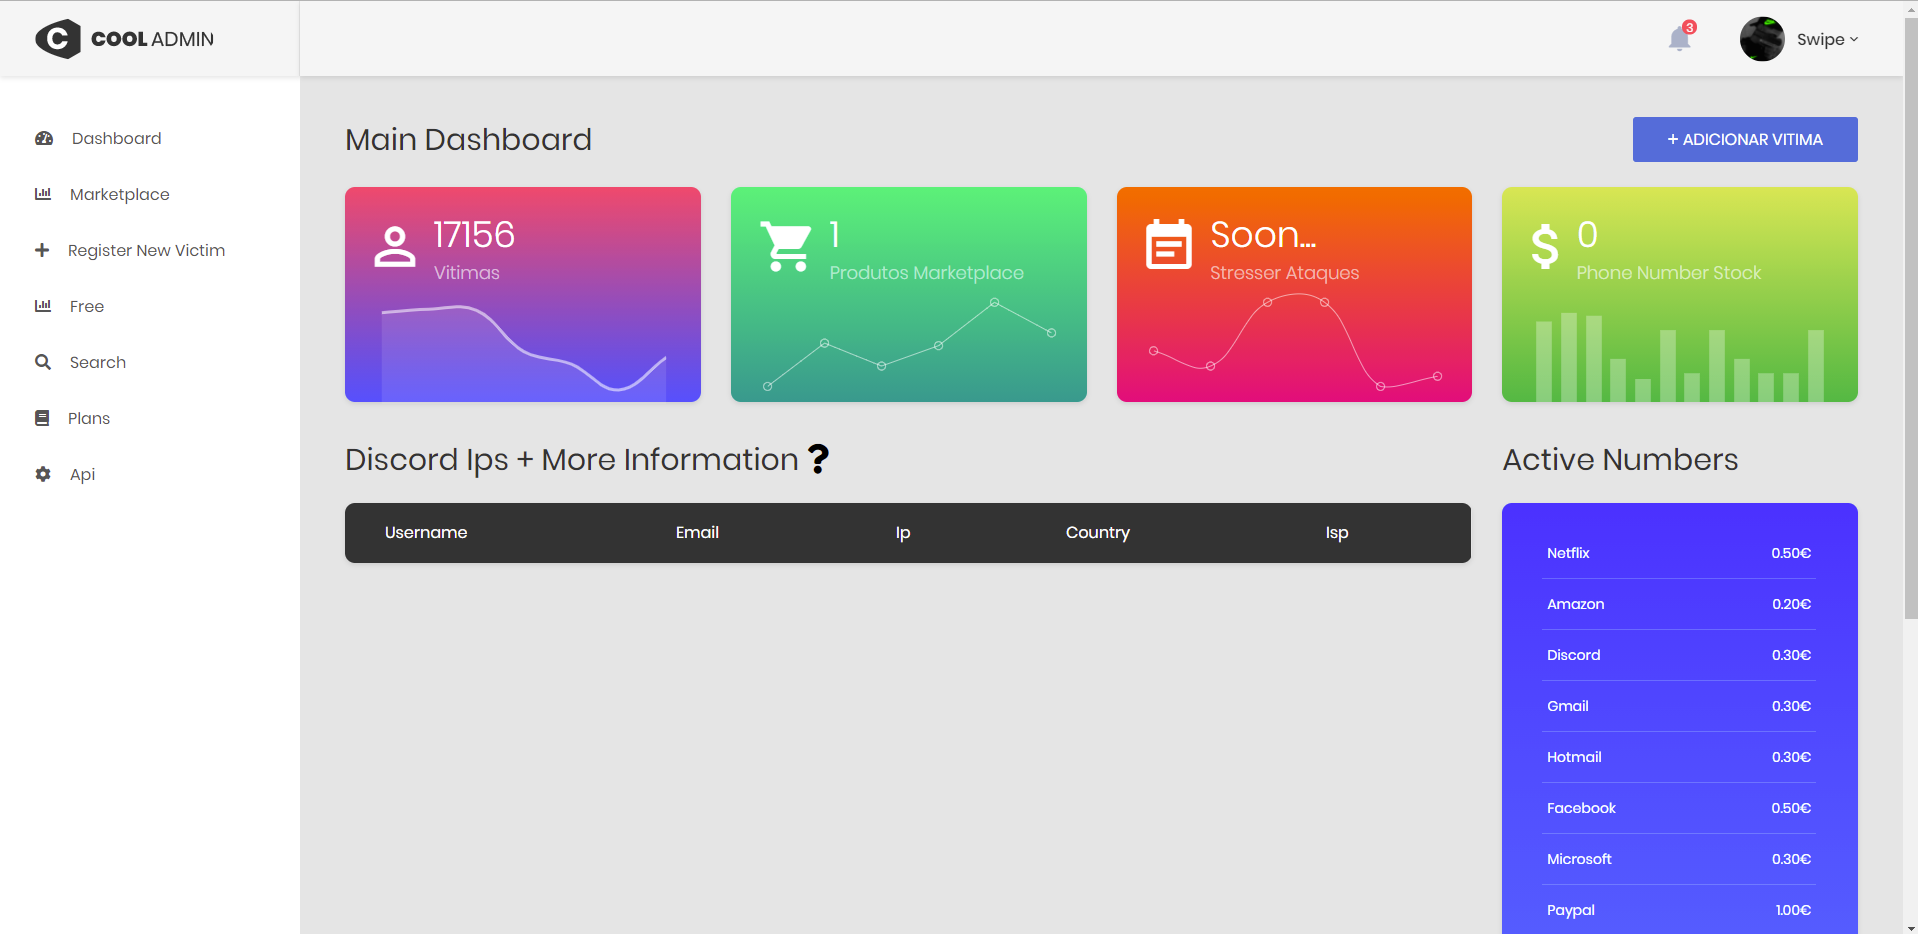 C COOL ADMIN
3
Swipe
Dashboard
Marketplace
Register New Victim
Free
Search
Plans
Api
Main Dashboard
+ ADICIONAR VITIMA
17156
Vitimas
1
Produtos Marketplace
Soon...
Stresser Ataques
$ 0
Phone Number Stock
Discord Ips + More Information ?
Username Email Ip Country Isp
Active Numbers
Netflix 0.50€
Amazon 0.20€
Discord 0.30€
Gmail 0.30€
Hotmail 0.30€
Facebook 0.50€
Microsoft 0.30€
Paypal 1.00€